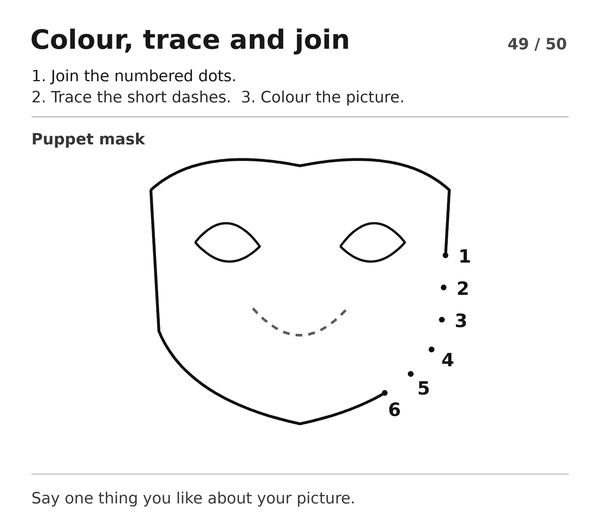 Colour, trace and join
49 / 50
1. Join the numbered dots.
2. Trace the short dashes.  3. Colour the picture.
Puppet mask
1
2
3
4
5
6
Say one thing you like about your picture.